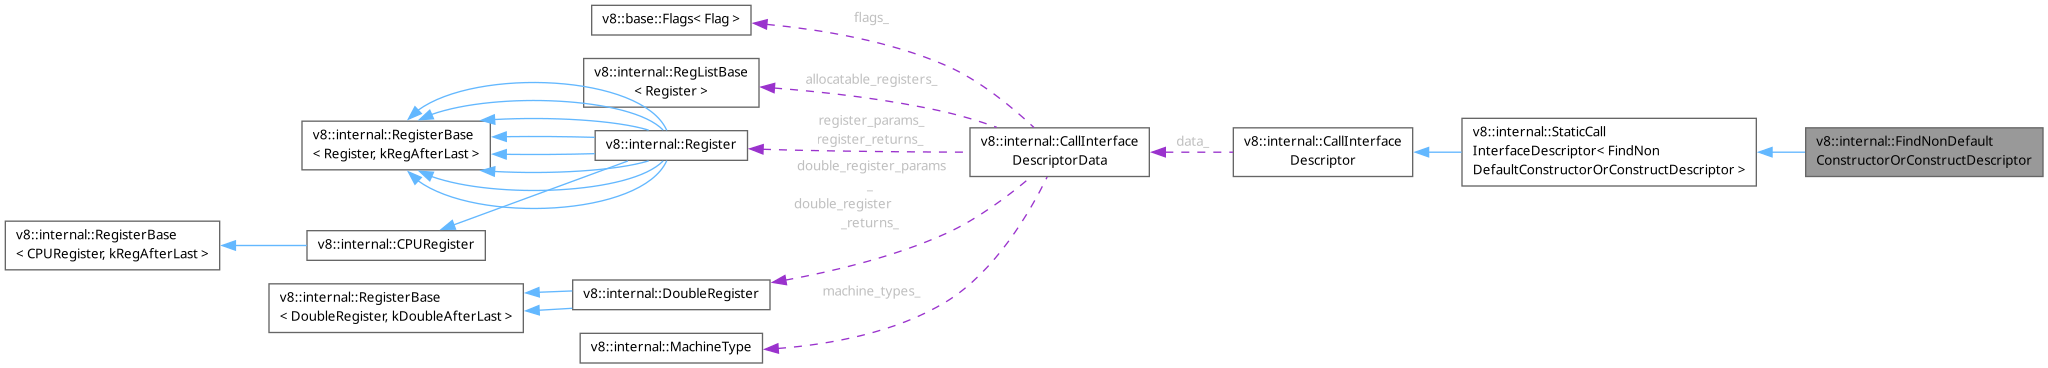 v8::base::Flags< Flag >
flags_
v8::internal::RegListBase
< Register >
allocatable_registers_
v8::internal::RegisterBase
< Register, kRegAfterLast >
v8::internal::Register
register_params_
register_returns_
v8::internal::CallInterface
DescriptorData
data_
v8::internal::CallInterface
Descriptor
v8::internal::StaticCall
InterfaceDescriptor< FindNon
DefaultConstructorOrConstructDescriptor >
v8::internal::FindNonDefault
ConstructorOrConstructDescriptor
double_register_params
_
double_register
_returns_
v8::internal::RegisterBase
< CPURegister, kRegAfterLast >
v8::internal::CPURegister
v8::internal::RegisterBase
< DoubleRegister, kDoubleAfterLast >
v8::internal::DoubleRegister
machine_types_
v8::internal::MachineType